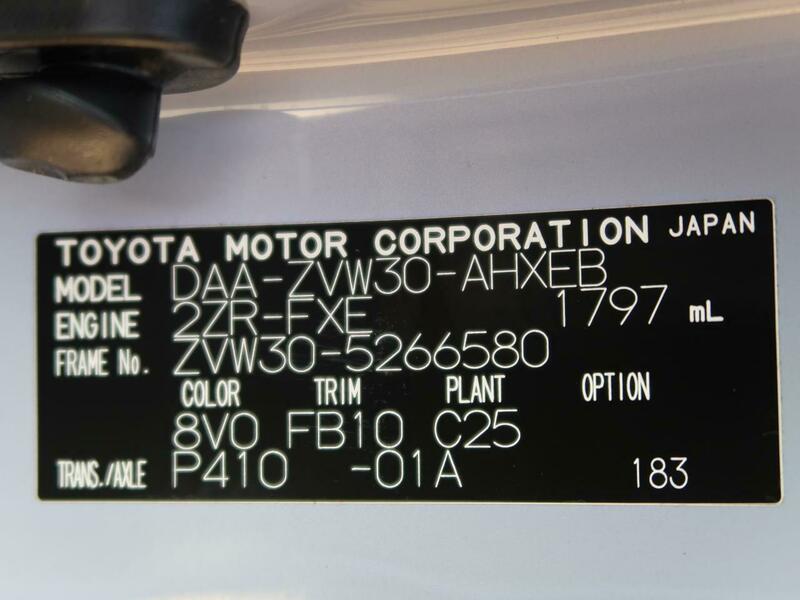 TOYOTA MOTOR CORPORATION JAPAN
MODEL DAA-ZVW30-AHXEB
ENGINE 2ZR-FXE 1797 mL
FRAME No. ZVW30-5266580
COLOR TRIM PLANT OPTION
8V0 FB10 C25
TRANS./AXLE P410 -01A 183